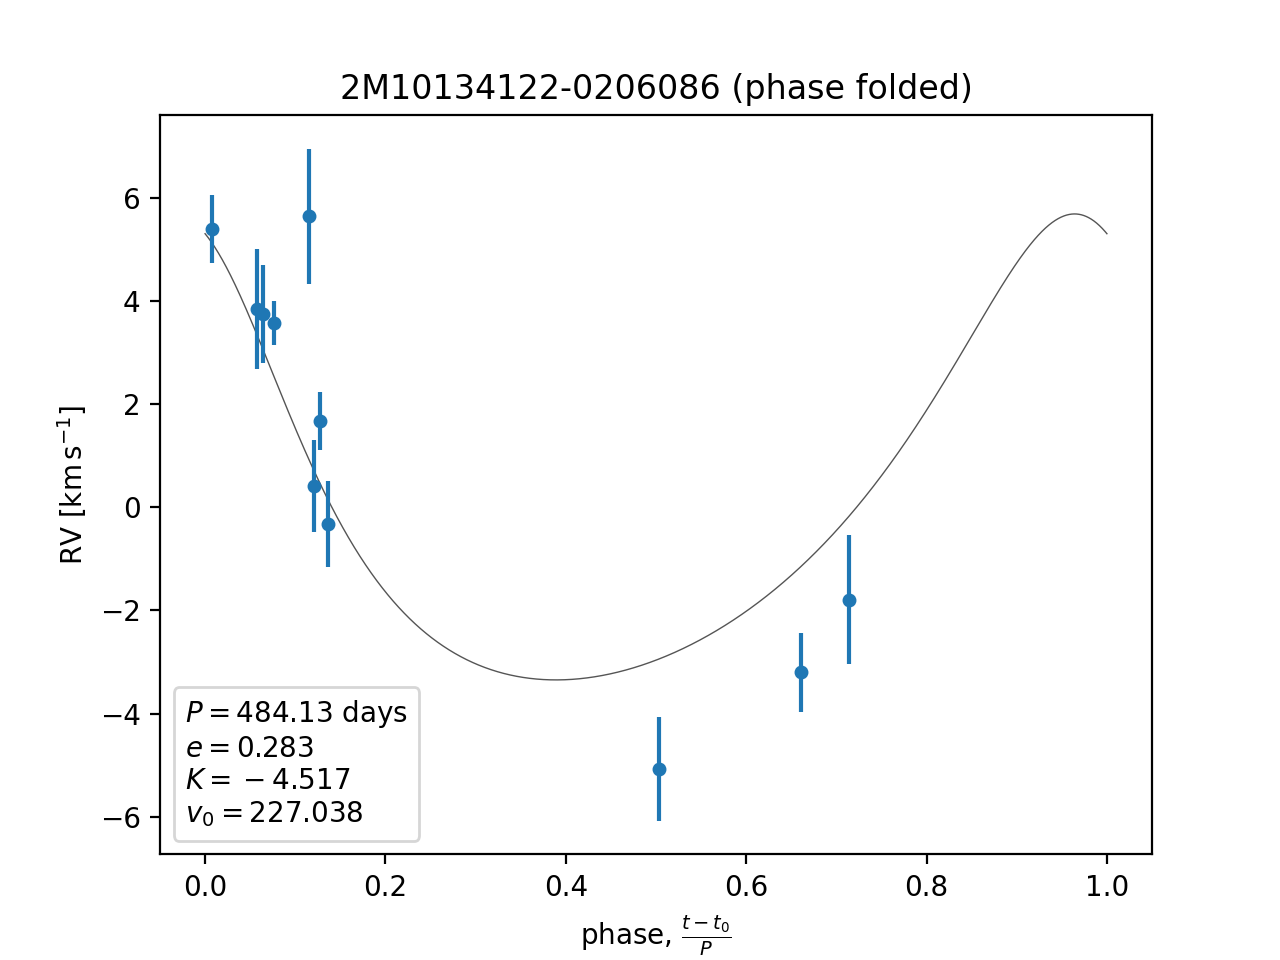 2M10134122-0206086 (phase folded)
RV [km s⁻¹]
6
4
2
0
−2
−4
−6
P = 484.13 days
e = 0.283
K = −4.517
v₀ = 227.038
0.0 0.2 0.4 0.6 0.8 1.0
phase, (t − t₀)/P